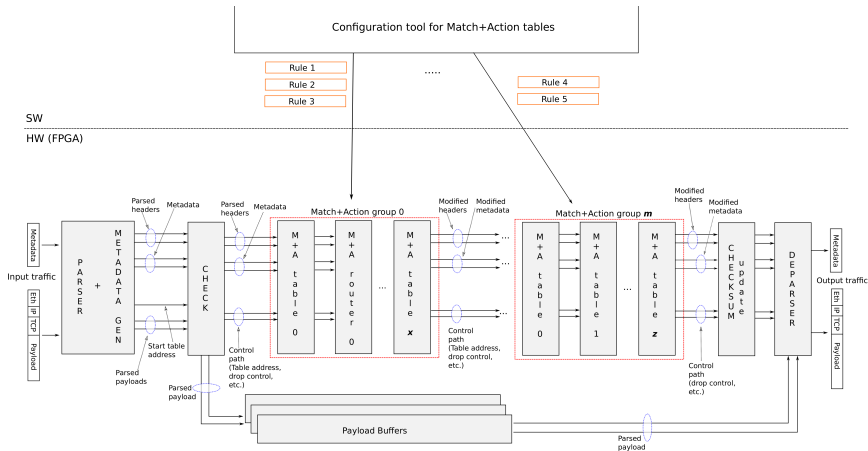 Configuration tool for Match+Action tables
Rule 1
Rule 2
Rule 3
.....
Rule 4
Rule 5
SW
HW (FPGA)
Parsed
headers
Metadata
Parsed
headers
Metadata
Match+Action group 0
Modified
headers
Modified
metadata
Match+Action group m
Modified
headers
Modified
metadata
Metadata
Input traffic
Eth
IP
TCP
Payload
PARSER
+
METADATA GEN
Start table
address
Parsed
payloads
CHECK
Parsed
payload
Control
path
(Table address,
drop control,
etc.)
M+A table 0
M+A router 0
...
M+A table x
...
...
...
Control
path
(Table address,
drop control,
etc.)
M+A table 0
M+A table 1
...
M+A table z
Control
path
(drop control,
etc.)
CHECKSUM
update
DEPARSER
Metadata
Output traffic
Eth
IP
TCP
Payload
Payload Buffers
Parsed
payload